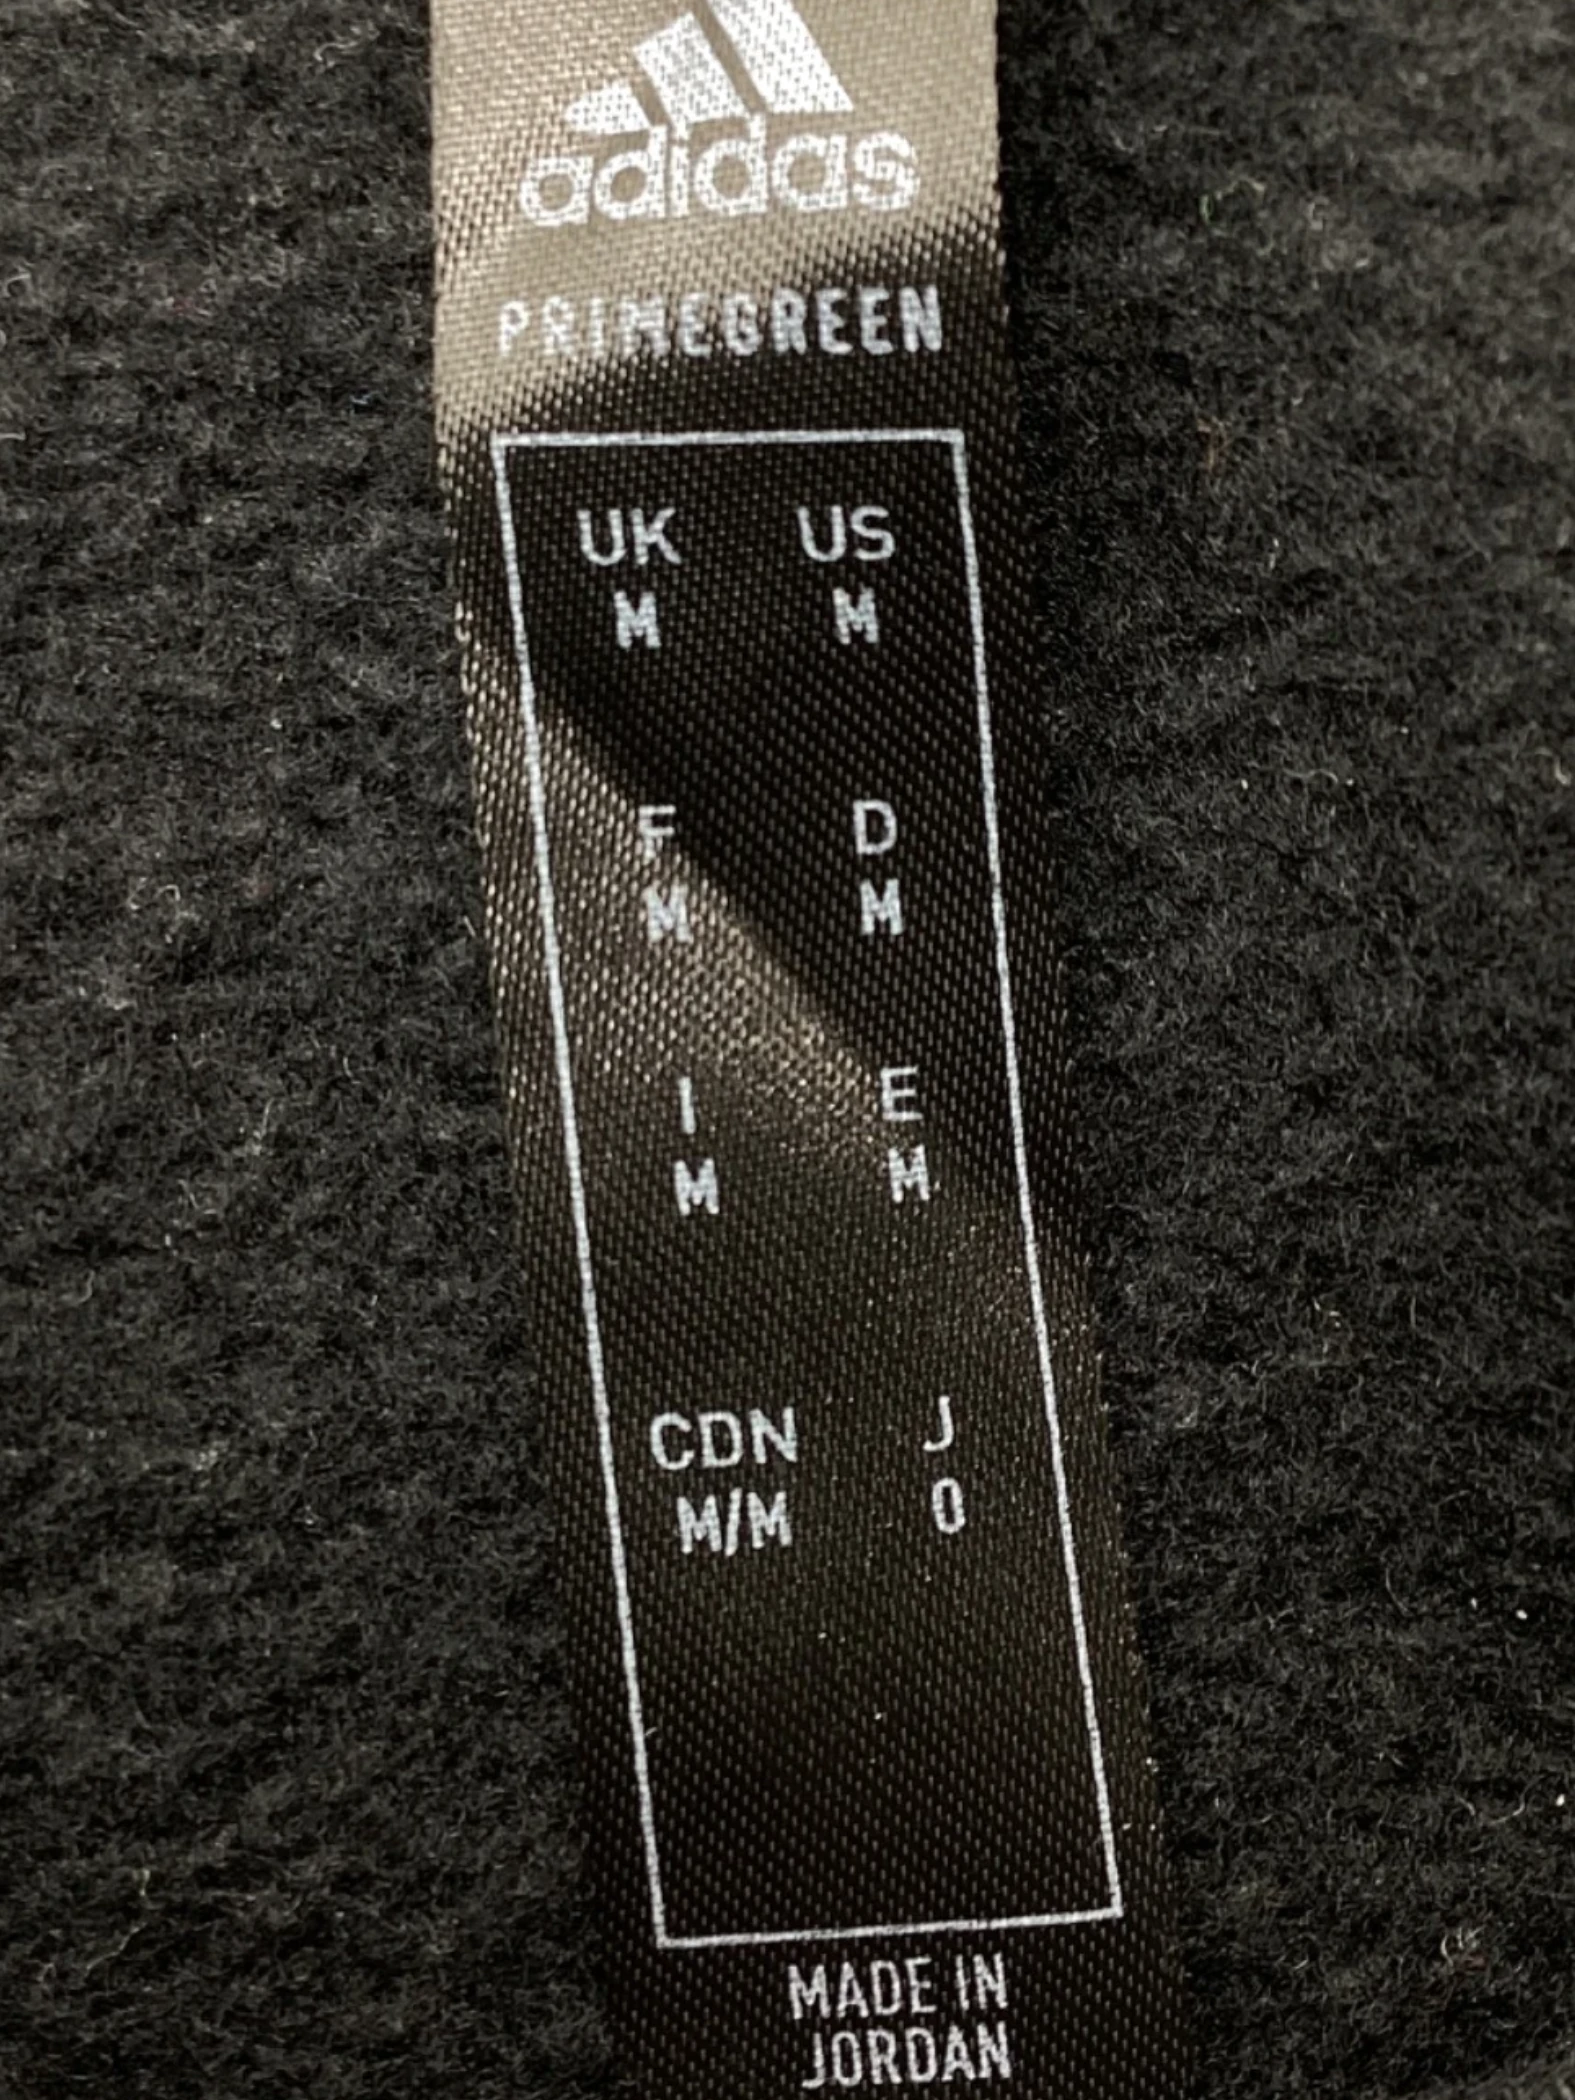 adidas
PRIMEGREEN
UK US
M M
F D
M M
I E
M M
CDN J
M/M O
MADE IN
JORDAN